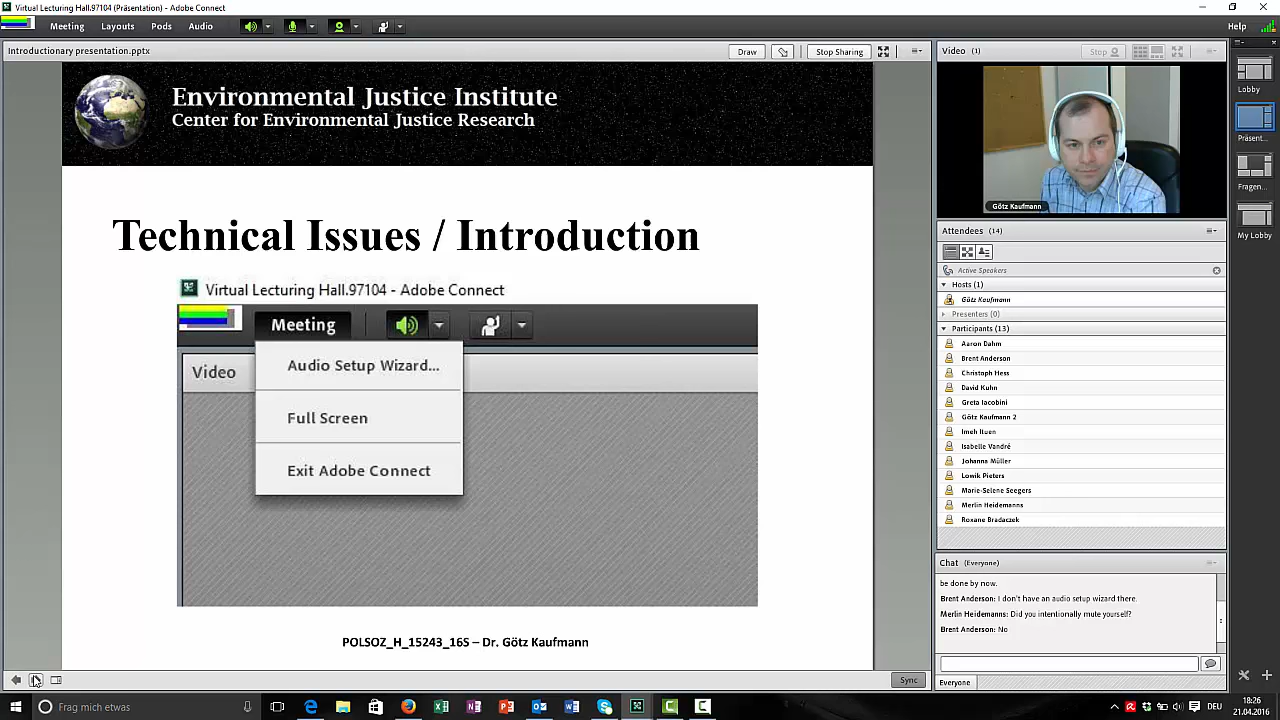 Virtual Lecturing Hall.97104 (Präsentation) - Adobe Connect
Meeting Layouts Pods Audio Help
Introductionary presentation.pptx
Draw Stop Sharing
Environmental Justice Institute
Center for Environmental Justice Research
Technical Issues / Introduction
Virtual Lecturing Hall.97104 - Adobe Connect
Meeting
Audio Setup Wizard...
Video
Full Screen
Exit Adobe Connect
POLSOZ_H_15243_16S – Dr. Götz Kaufmann
Sync
Video (1)
Stop
Götz Kaufmann
Attendees (14)
Active Speakers
Hosts (1)
Götz Kaufmann
Presenters (0)
Participants (13)
Aaron Dahm
Brent Anderson
Christoph Hess
David Kuhn
Greta Iacobini
Götz Kaufmann 2
Imeh Ituen
Isabelle Vandré
Johanna Müller
Lowik Pieters
Marie-Selene Seegers
Merlin Heidemanns
Roxane Bradaczek
Chat (Everyone)
be done by now.
Brent Anderson: I don't have an audio setup wizard there.
Merlin Heidemanns: Did you intentionally mute yourself?
Brent Anderson: No
Everyone
Lobby
Präsent...
Fragen...
My Lobby
Frag mich etwas
DEU
18:26
21.04.2016